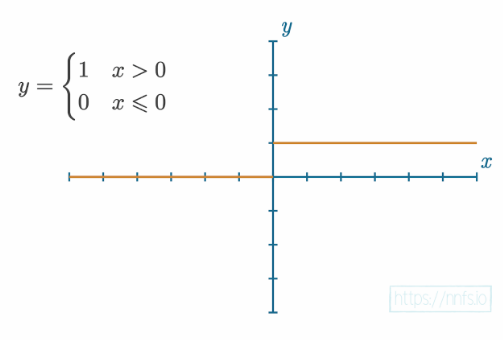 y
y = { 1 x > 0
0 x ⩽ 0
x
https://nnfs.io